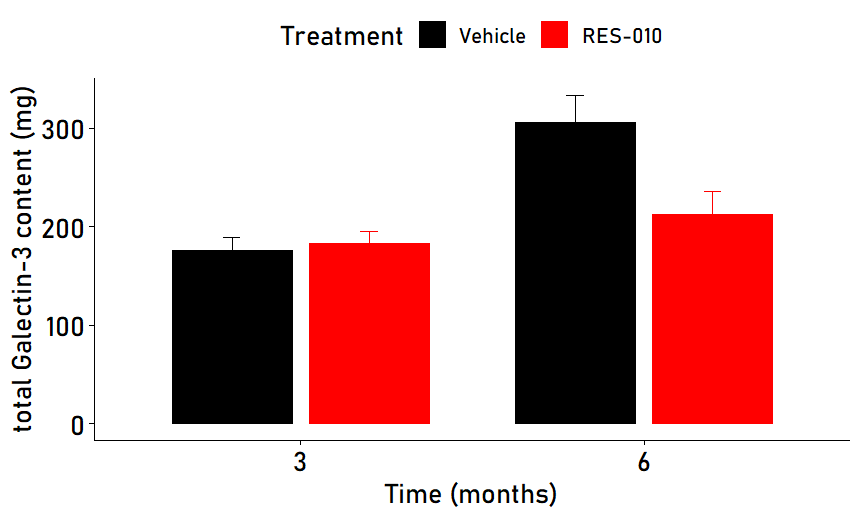 Treatment Vehicle RES-010
total Galectin-3 content (mg)
300
200
100
0
3 6
Time (months)